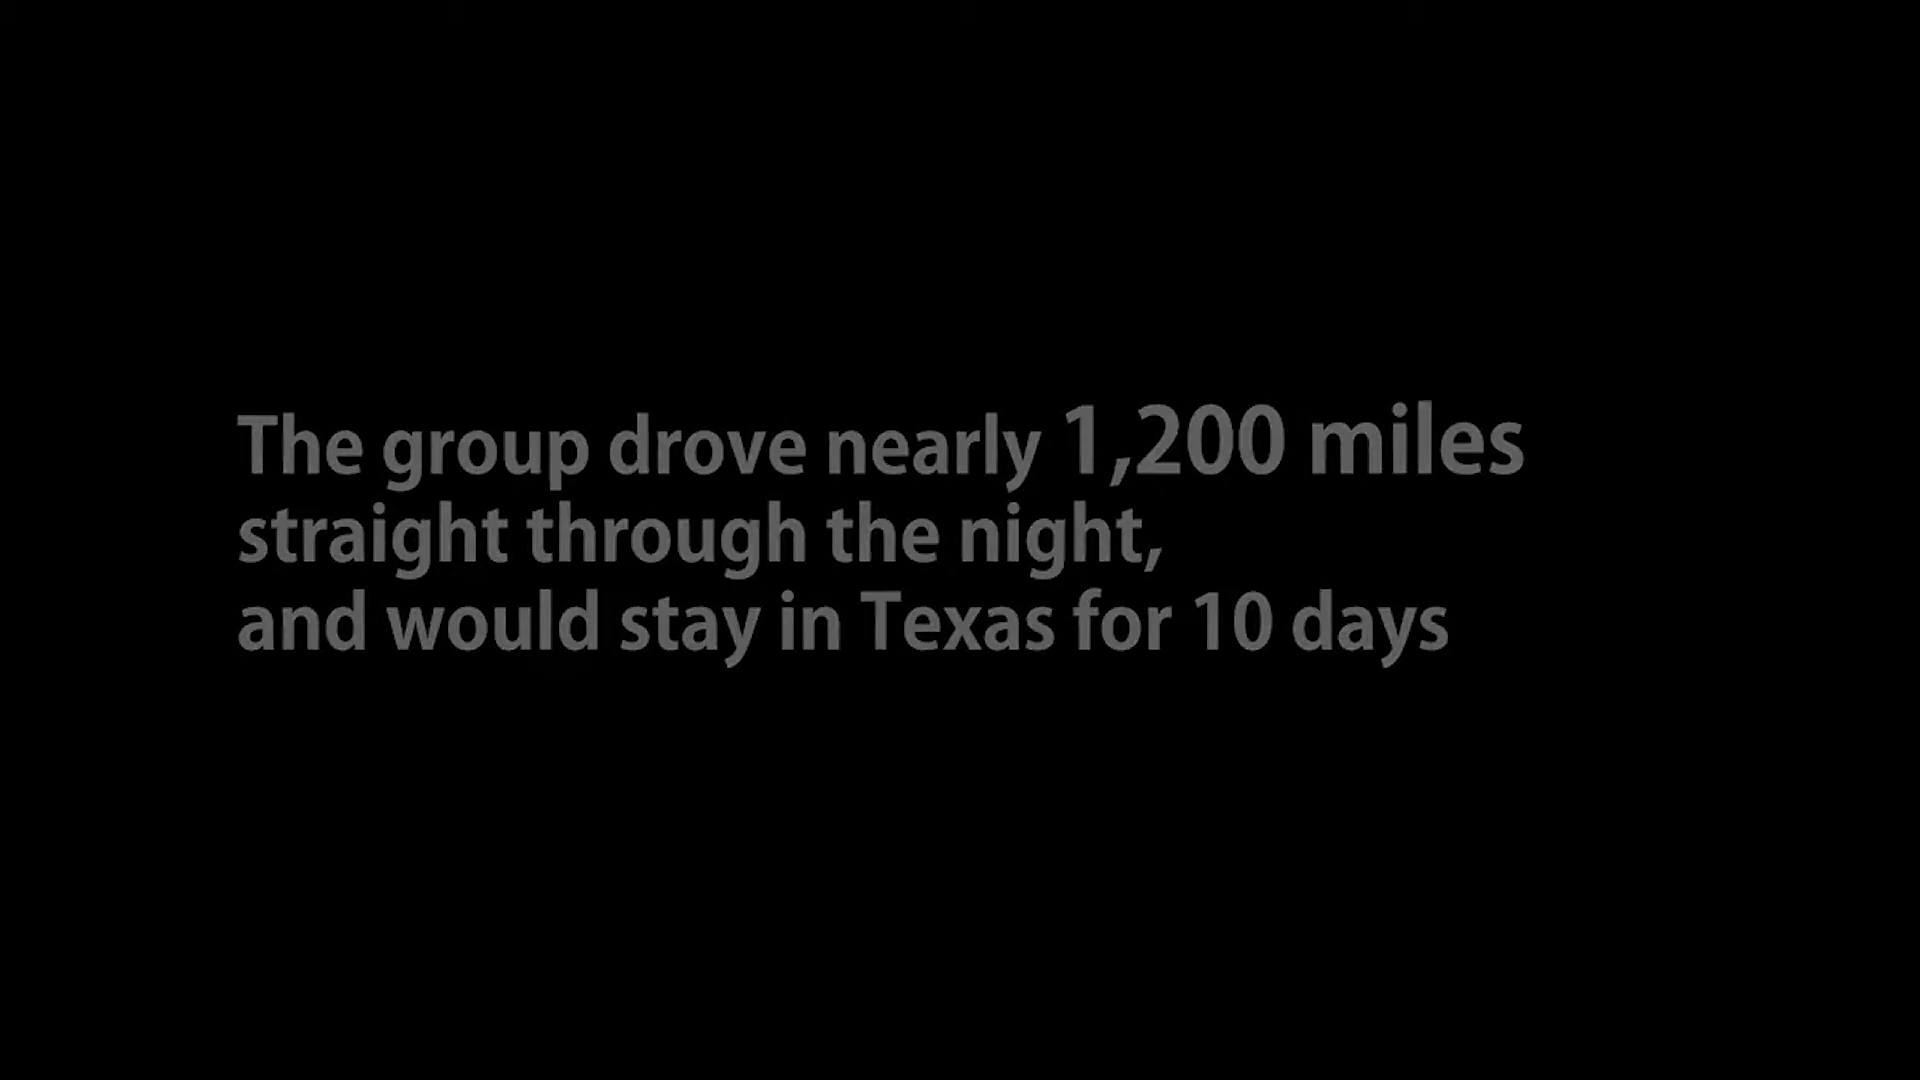 The group drove nearly 1,200 miles
straight through the night,
and would stay in Texas for 10 days